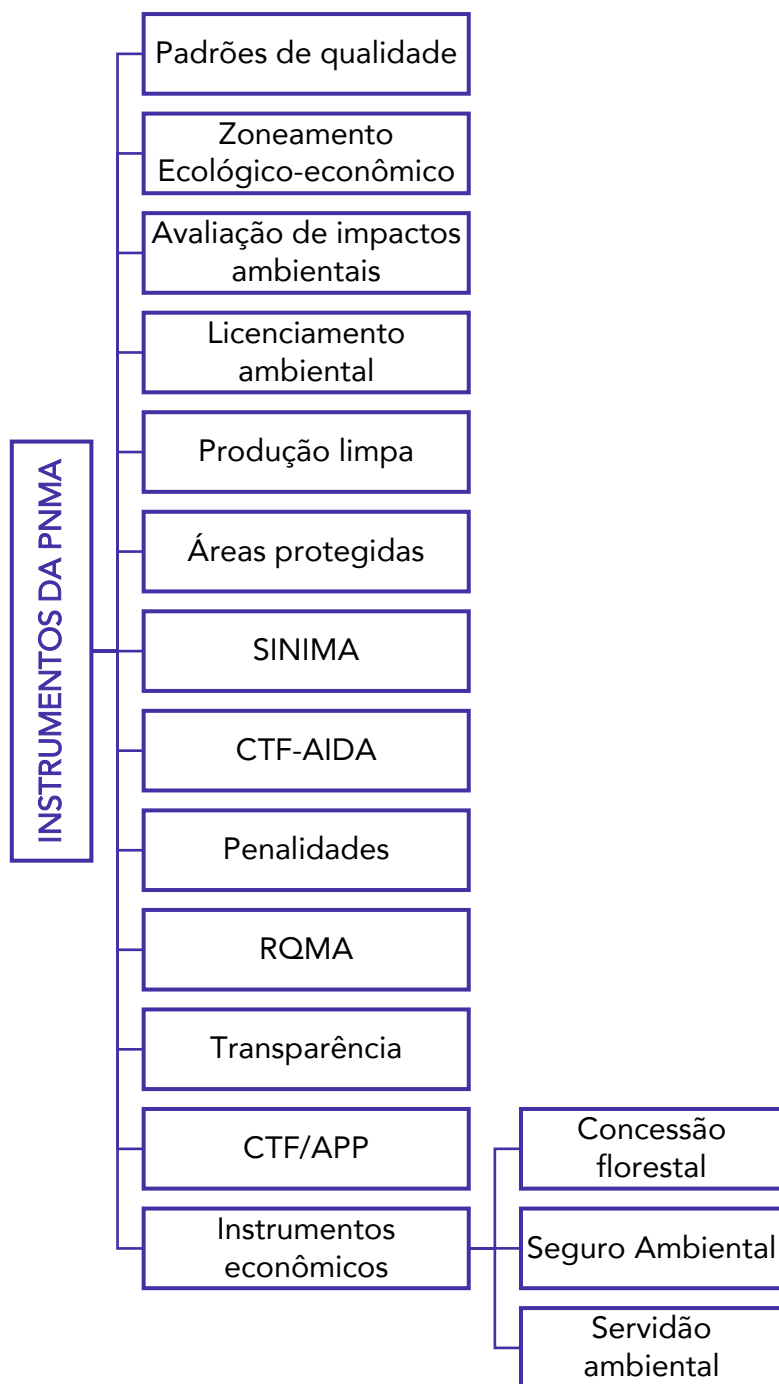 Padrões de qualidade
Zoneamento
Ecológico-econômico
Avaliação de impactos
ambientais
Licenciamento
ambiental
Produção limpa
Áreas protegidas
INSTRUMENTOS DA PNMA
SINIMA
CTF-AIDA
Penalidades
RQMA
Transparência
CTF/APP
Instrumentos
econômicos
Concessão
florestal
Seguro Ambiental
Servidão
ambiental